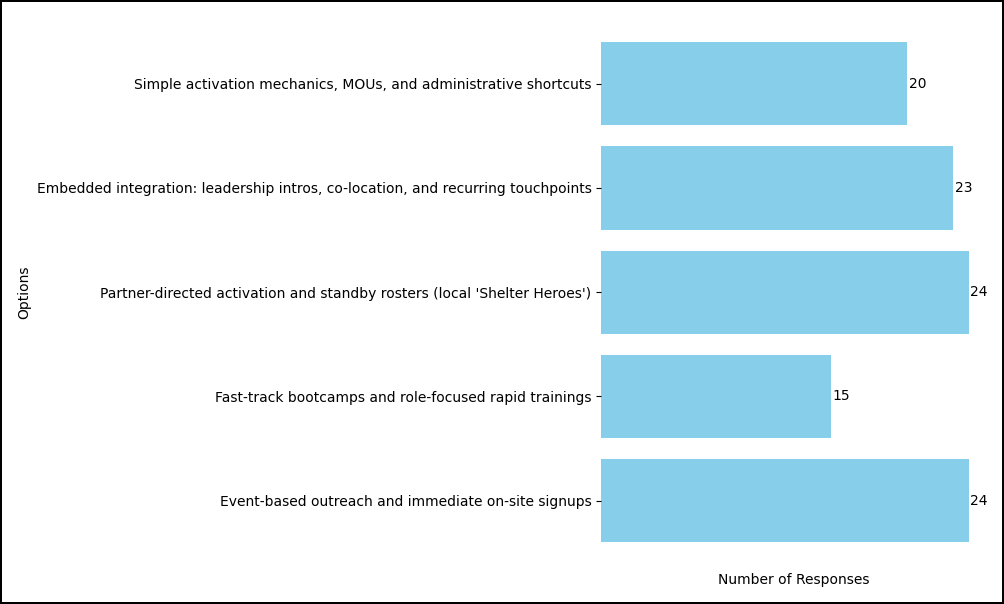 Simple activation mechanics, MOUs, and administrative shortcuts
20
Embedded integration: leadership intros, co-location, and recurring touchpoints
23
Partner-directed activation and standby rosters (local 'Shelter Heroes')
24
Fast-track bootcamps and role-focused rapid trainings
15
Event-based outreach and immediate on-site signups
24
Options
Number of Responses